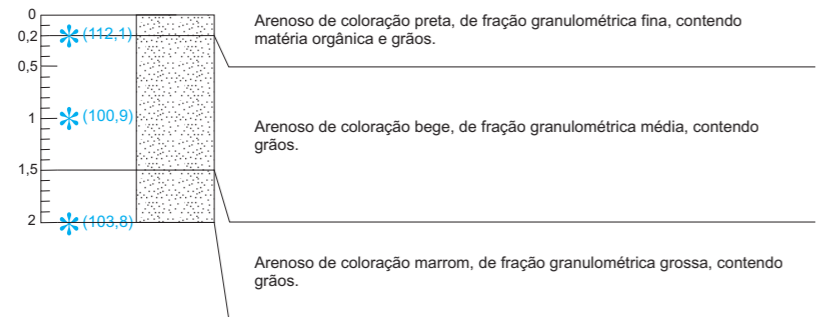 0
Arenoso de coloração preta, de fração granulométrica fina, contendo
matéria orgânica e grãos.
0,2
(112,1)
0,5
1
(100,9)
Arenoso de coloração bege, de fração granulométrica média, contendo
grãos.
1,5
2
(103,8)
Arenoso de coloração marrom, de fração granulométrica grossa, contendo
grãos.